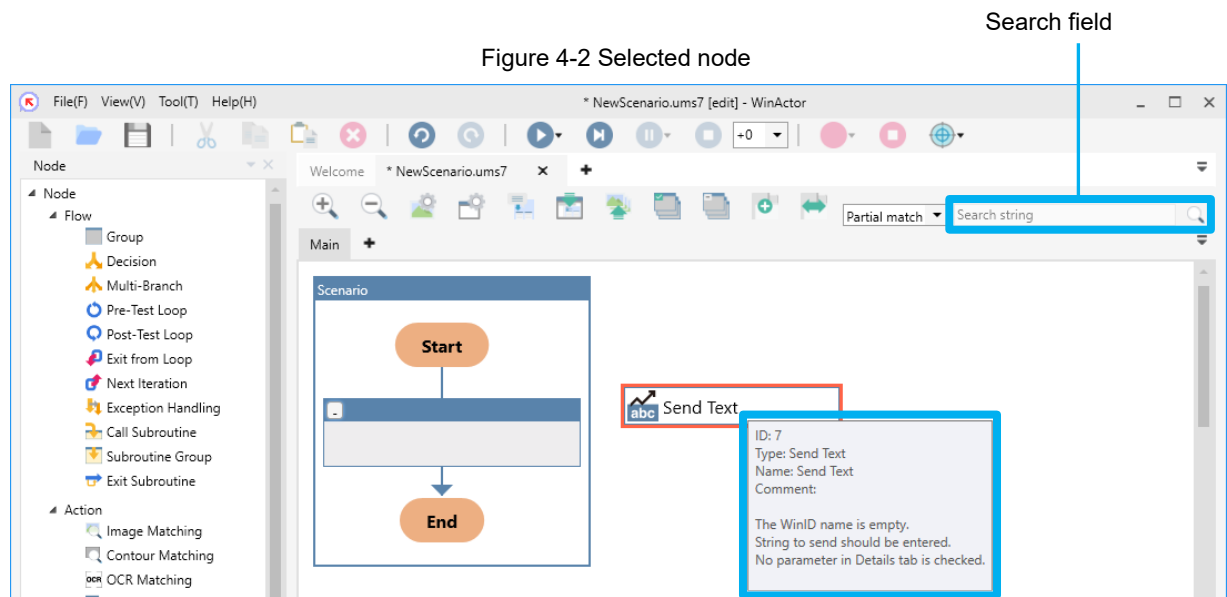 Search field
Figure 4-2 Selected node
File(F) View(V) Tool(T) Help(H)
* NewScenario.ums7 [edit] - WinActor
+0
Node
Welcome * NewScenario.ums7
Node
Flow
Group
Decision
Multi-Branch
Pre-Test Loop
Post-Test Loop
Exit from Loop
Next Iteration
Exception Handling
Call Subroutine
Subroutine Group
Exit Subroutine
Action
Image Matching
Contour Matching
OCR OCR Matching
Partial match
Search string
Main
Scenario
Start
End
abc Send Text
ID: 7
Type: Send Text
Name: Send Text
Comment:
The WinID name is empty.
String to send should be entered.
No parameter in Details tab is checked.